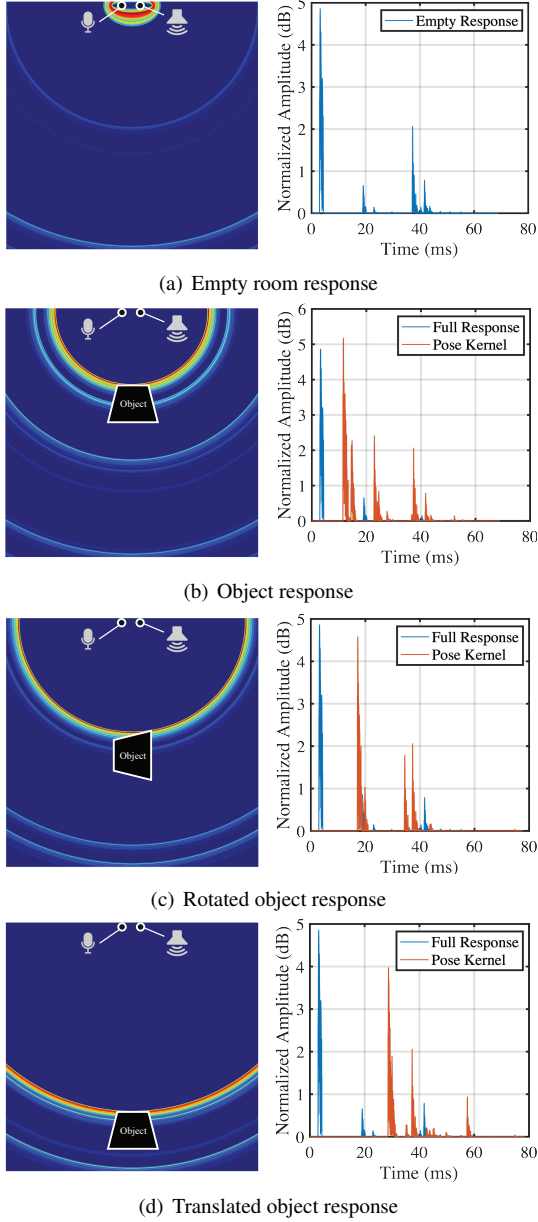 Normalized Amplitude (dB)
5
4
3
2
1
0
Empty Response
0 20 40 60 80
Time (ms)
(a) Empty room response
Object
Normalized Amplitude (dB)
6
5
4
3
2
1
0
Full Response
Pose Kernel
0 20 40 60 80
Time (ms)
(b) Object response
Object
Normalized Amplitude (dB)
5
4
3
2
1
0
Full Response
Pose Kernel
0 20 40 60 80
Time (ms)
(c) Rotated object response
Object
Normalized Amplitude (dB)
5
4
3
2
1
0
Full Response
Pose Kernel
0 20 40 60 80
Time (ms)
(d) Translated object response